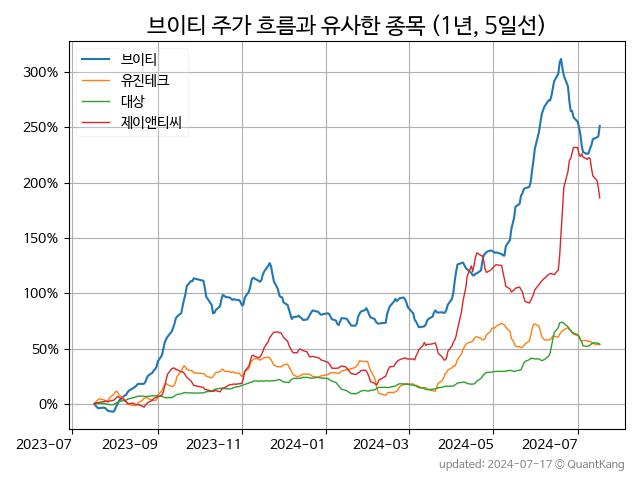 브이티 주가 흐름과 유사한 종목 (1년, 5일선)
브이티
유진테크
대상
제이앤티씨
300%
250%
200%
150%
100%
50%
0%
2023-07 2023-09 2023-11 2024-01 2024-03 2024-05 2024-07
updated: 2024-07-17 © QuantKang